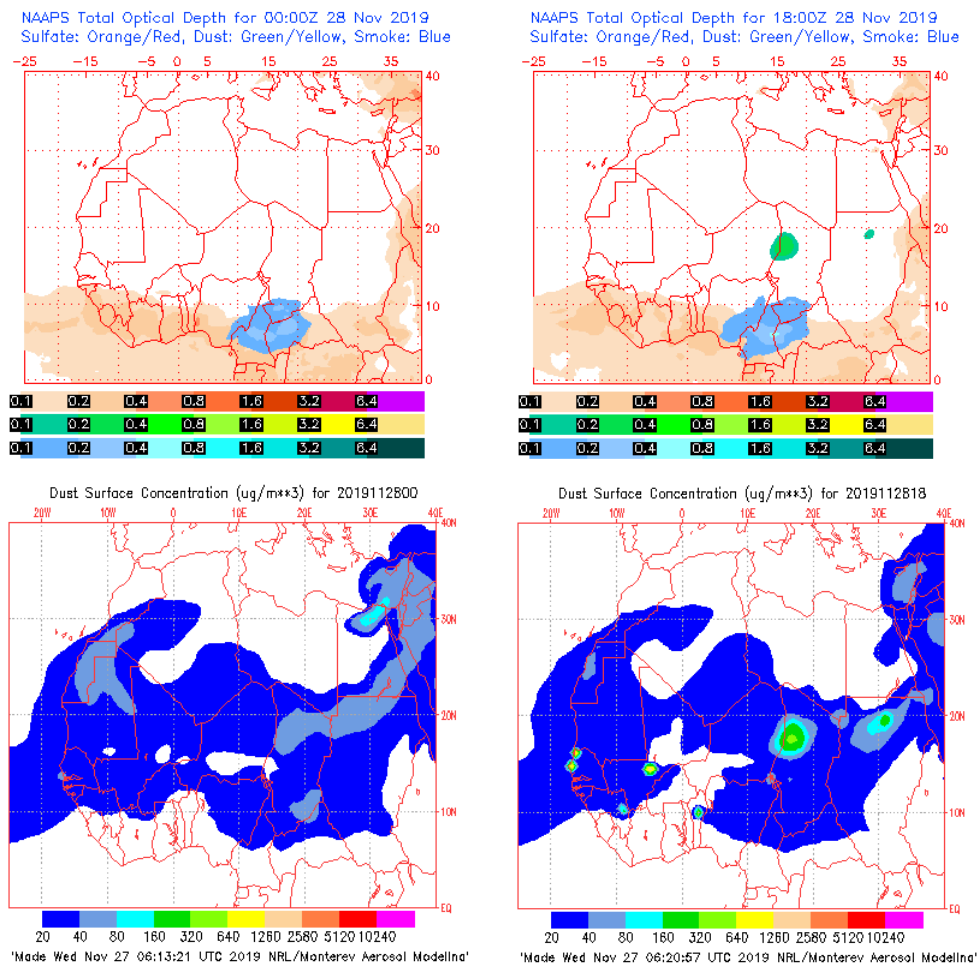 NAAPS Total Optical Depth for 00:00Z 28 Nov 2019
Sulfate: Orange/Red, Dust: Green/Yellow, Smoke: Blue
-25 -15 5 0 5 15 25 40
40
30
20
10
0
0.1 0.2 0.4 0.8 1.6 3.2 6.4
0.1 0.2 0.4 0.8 1.6 3.2 6.4
0.1 0.2 0.4 0.8 1.6 3.2 6.4
NAAPS Total Optical Depth for 18:00Z 28 Nov 2019
Sulfate: Orange/Red, Dust: Green/Yellow, Smoke: Blue
-25 -15 5 0 5 15 25 40
40
30
20
10
0
0.1 0.2 0.4 0.8 1.6 3.2 6.4
0.1 0.2 0.4 0.8 1.6 3.2 6.4
0.1 0.2 0.4 0.8 1.6 3.2 6.4
Dust Surface Concentration (ug/m**3) for 2019112800
20W 10W 0 10E 20E 30E 40E
40N
30N
20N
10N
EQ
20 40 80 160 320 640 1260 2580 5120 10240
'Made Wed Nov 27 06:13:21 UTC 2019 NRL/Monterey Aerosol Modeling'
Dust Surface Concentration (ug/m**3) for 2019112818
20W 10W 0 10E 20E 30E 40E
40N
30N
20N
10N
EQ
20 40 80 160 320 640 1260 2580 5120 10240
'Made Wed Nov 27 06:20:57 UTC 2019 NRL/Monterey Aerosol Modeling'